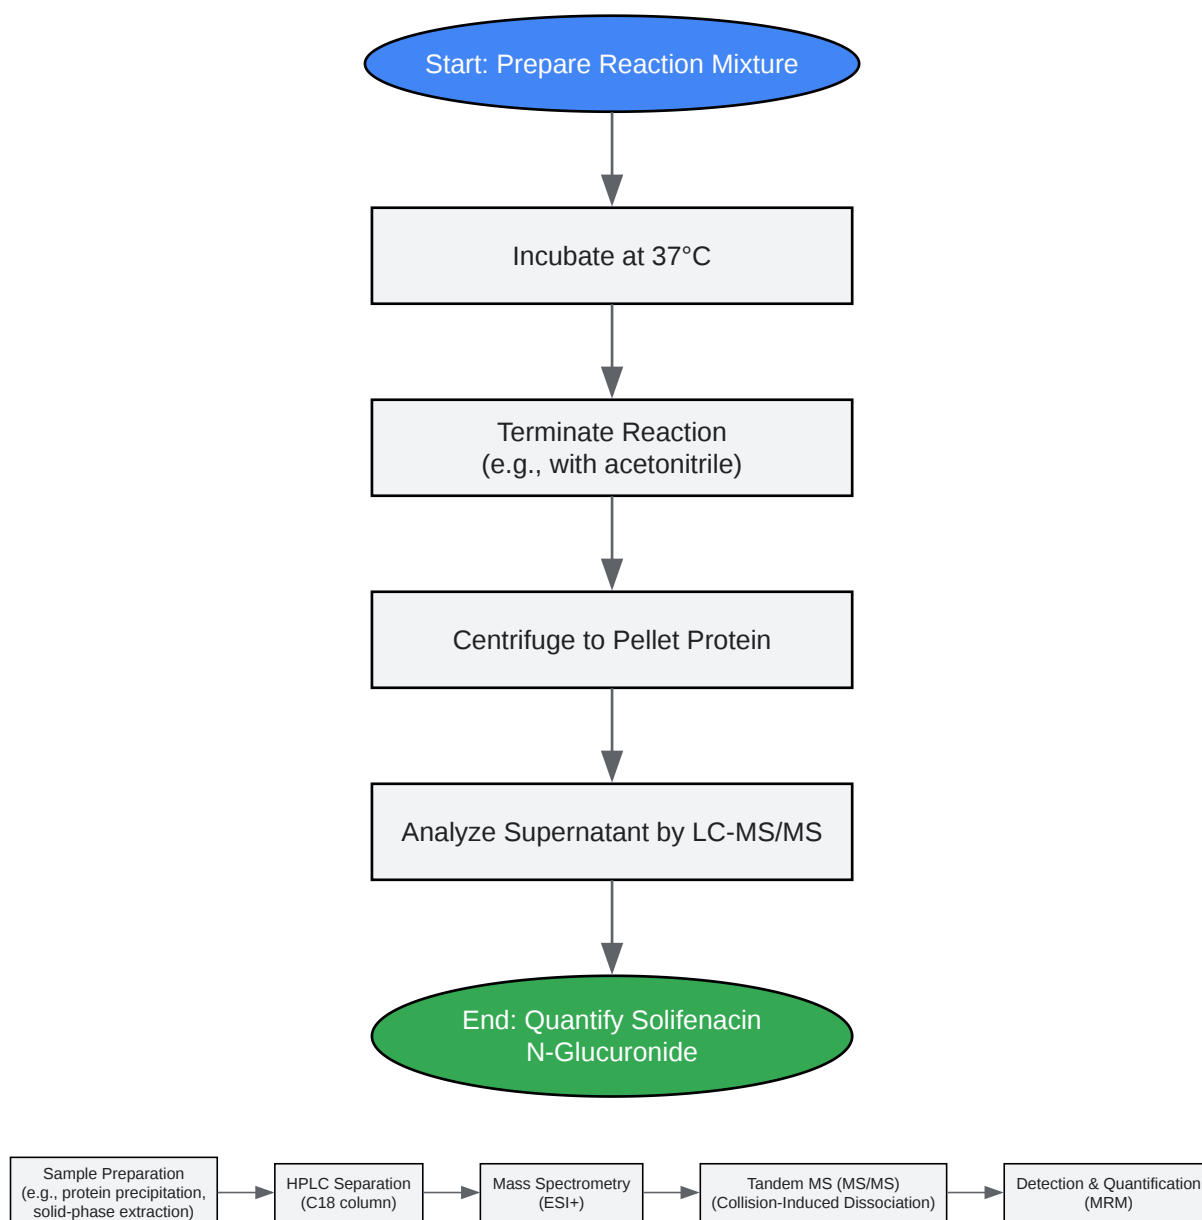 Start: Prepare Reaction Mixture
Incubate at 37°C
Terminate Reaction
(e.g., with acetonitrile)
Centrifuge to Pellet Protein
Analyze Supernatant by LC-MS/MS
End: Quantify Solifenacin
N-Glucuronide
Sample Preparation
(e.g., protein precipitation,
solid-phase extraction)
HPLC Separation
(C18 column)
Mass Spectrometry
(ESI+)
Tandem MS (MS/MS)
(Collision-Induced Dissociation)
Detection & Quantification
(MRM)